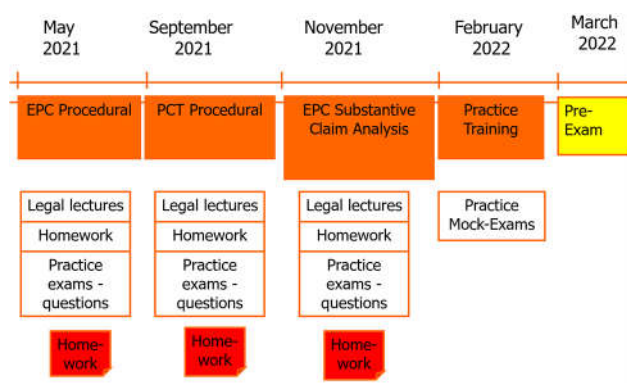 May
2021
September
2021
November
2021
February
2022
March
2022
EPC Procedural
PCT Procedural
EPC Substantive
Claim Analysis
Practice
Training
Pre-
Exam
Legal lectures
Homework
Practice
exams -
questions
Legal lectures
Homework
Practice
exams -
questions
Legal lectures
Homework
Practice
exams -
questions
Practice
Mock-Exams
Home-
work
Home-
work
Home-
work